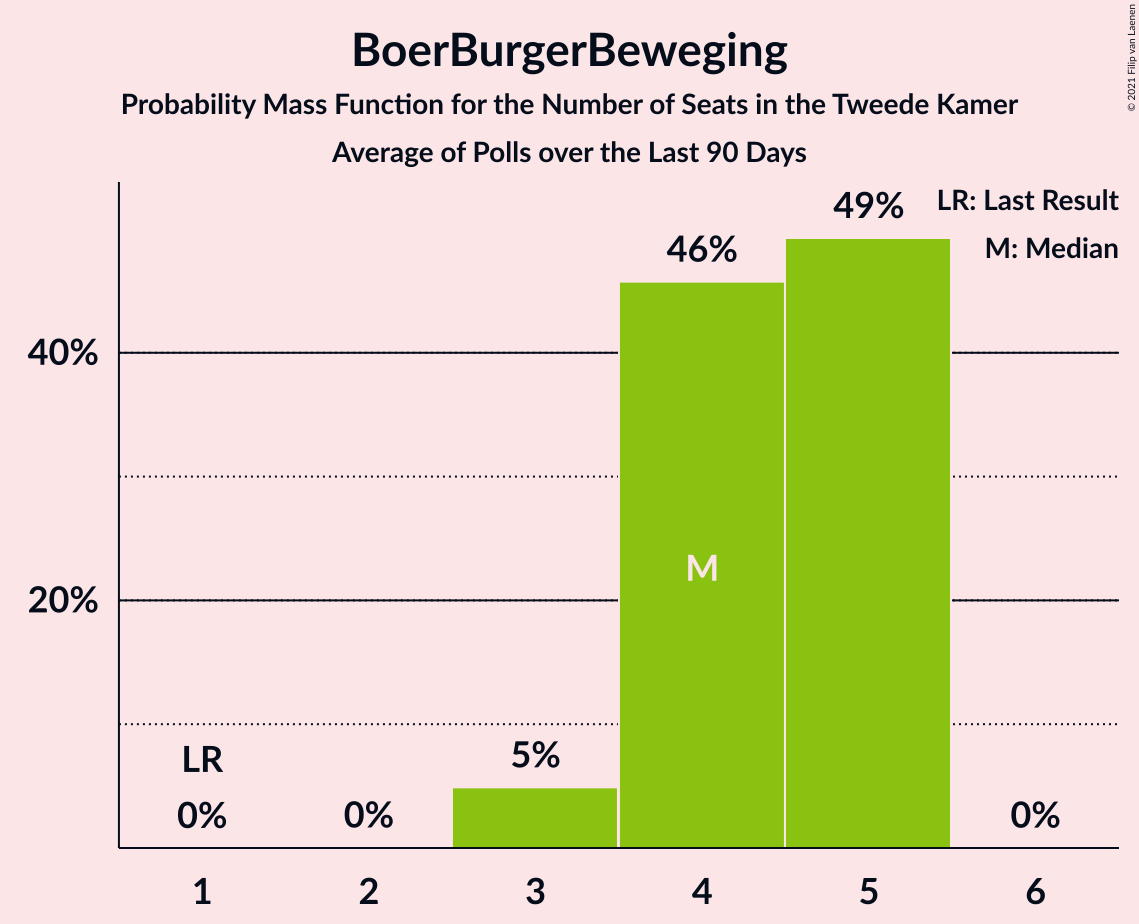 BoerBurgerBeweging
Probability Mass Function for the Number of Seats in the Tweede Kamer
Average of Polls over the Last 90 Days
© 2021 Filip van Laenen
LR: Last Result
M: Median
49%
46%
40%
M
20%
5%
LR
0%
0%
0%
1
2
3
4
5
6